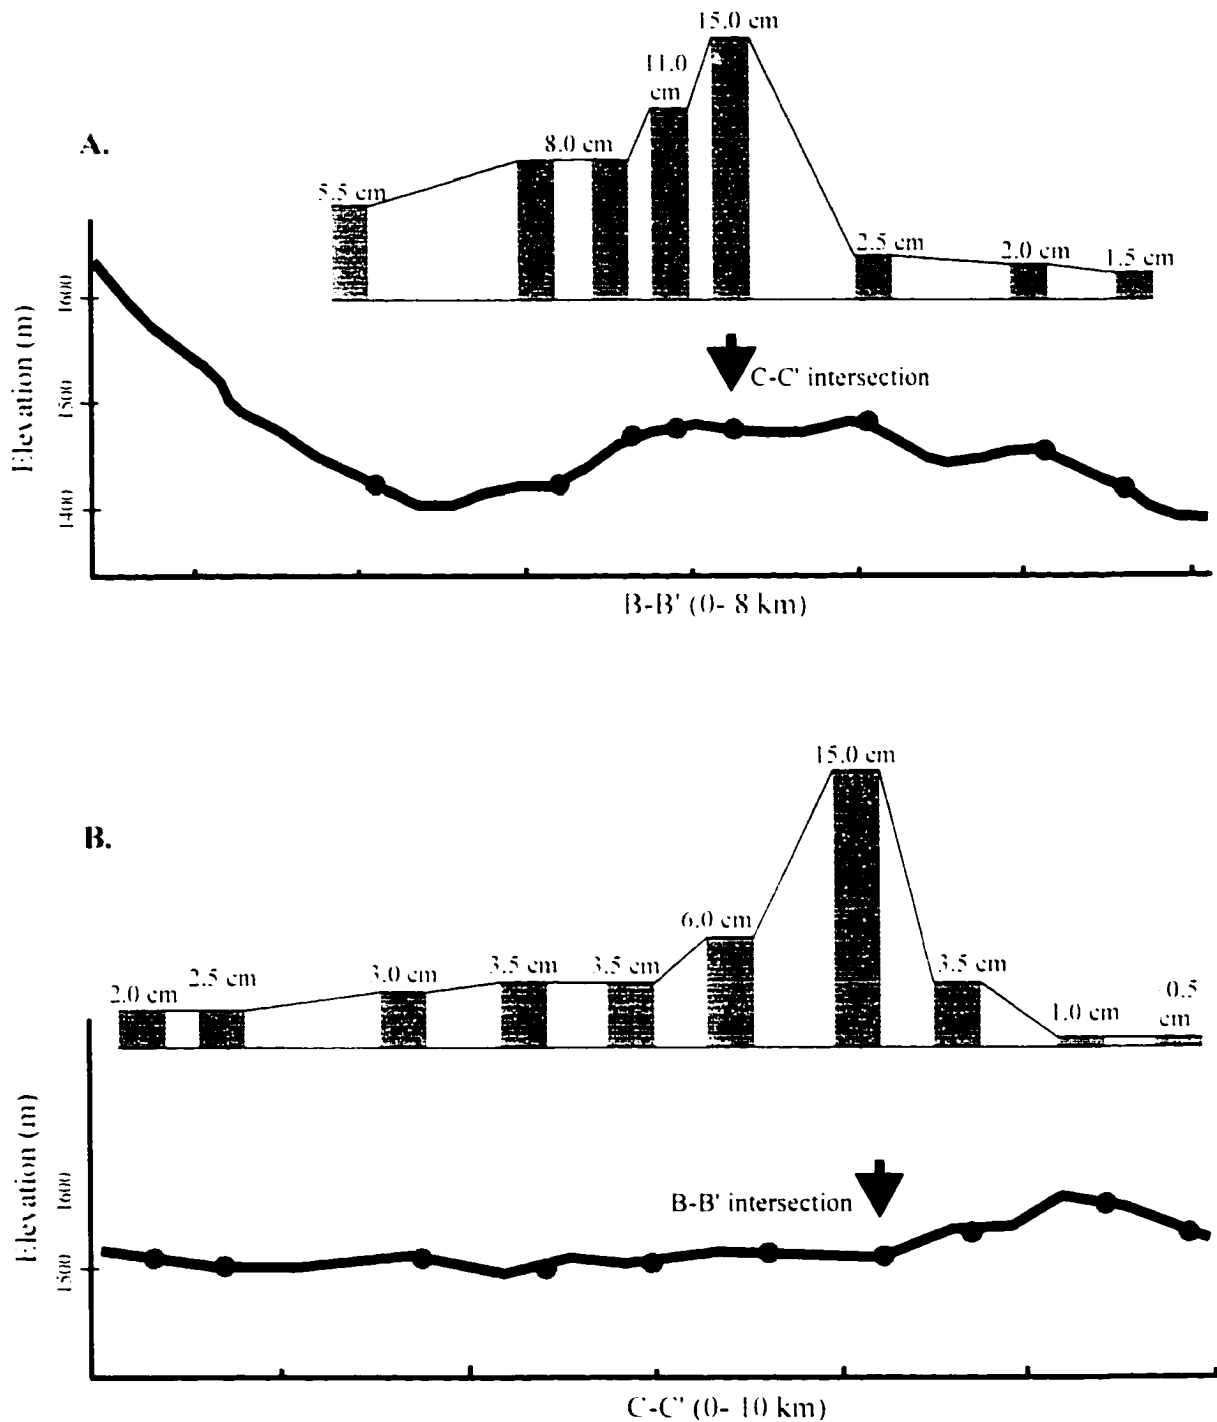 15.0 cm
11.0
cm
A.
8.0 cm
5.5 cm
2.5 cm
2.0 cm
1.5 cm
Elevation (m)
1600
1500
1400
C-C' intersection
B-B' (0- 8 km)
15.0 cm
B.
6.0 cm
3.0 cm
3.5 cm
3.5 cm
3.5 cm
2.0 cm
2.5 cm
1.0 cm
0.5
cm
Elevation (m)
1600
1500
B-B' intersection
C-C' (0- 10 km)